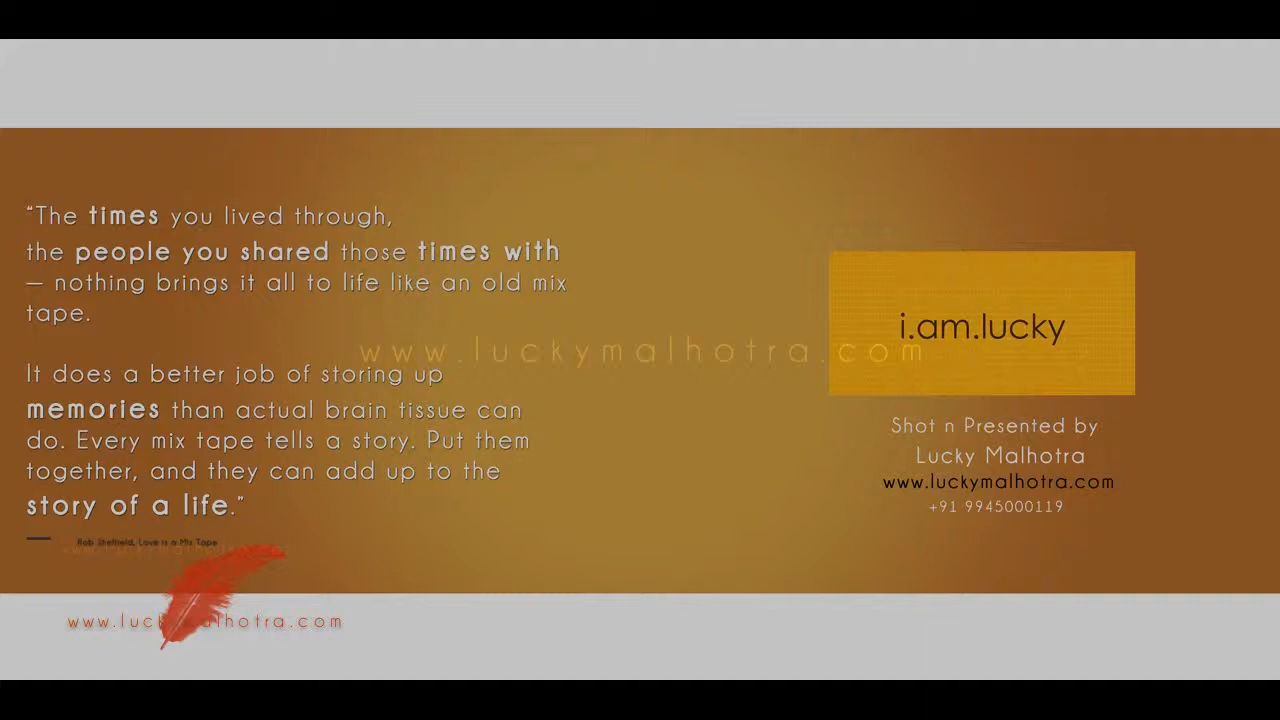 “The times you lived through,
the people you shared those times with
– nothing brings it all to life like an old mix
tape.
It does a better job of storing up
memories than actual brain tissue can
do. Every mix tape tells a story. Put them
together, and they can add up to the
story of a life.”
Rob Sheffield, Love is a Mix Tape
www.luckymalhotra.com
i.am.lucky
Shot n Presented by
Lucky Malhotra
www.luckymalhotra.com
+91 9945000119
www.luckymalhotra.com
www.luckymalhotra.com